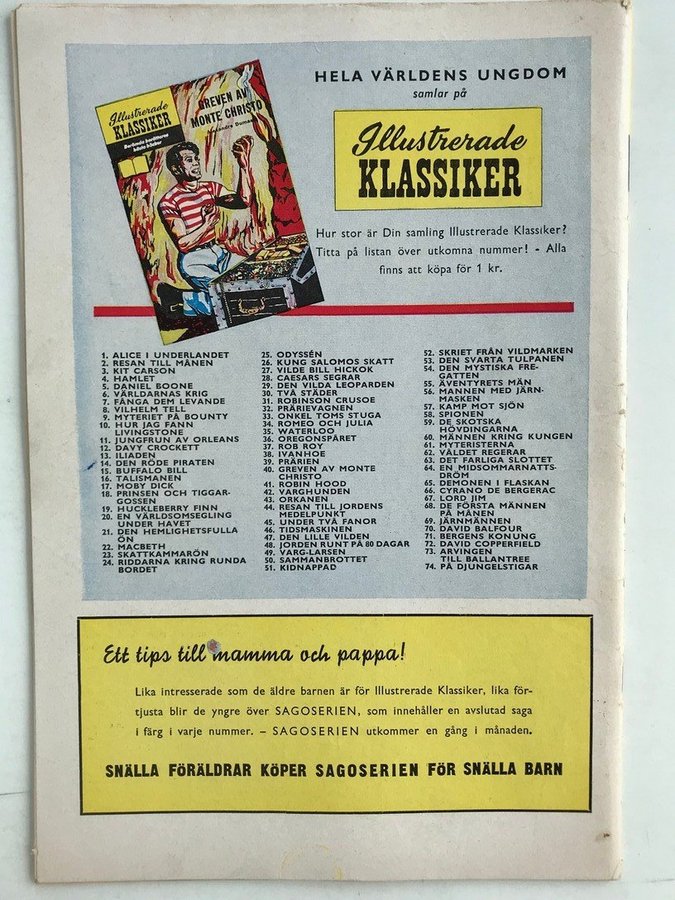 Illustrerade
KLASSIKER
Berömda författares
bästa böcker
GREVEN AV
MONTE CHRISTO
Alexandre Dumas
HELA VÄRLDENS UNGDOM
samlar på
Illustrerade
KLASSIKER
Hur stor är Din samling Illustrerade Klassiker?
Titta på listan över utkomna nummer! - Alla
finns att köpa för 1 kr.
1. ALICE I UNDERLANDET
2. RESAN TILL MÅNEN
3. KIT CARSON
4. HAMLET
5. DANIEL BOONE
6. VÄRLDARNAS KRIG
7. FÅNGA DEM LEVANDE
8. VILHELM TELL
9. MYTERIET PÅ BOUNTY
10. HUR JAG FANN
LIVINGSTONE
11. JUNGFRUN AV ORLEANS
12. DAVY CROCKETT
13. ILIADEN
14. DEN RÖDE PIRATEN
15. BUFFALO BILL
16. TALISMANEN
17. MOBY DICK
18. PRINSEN OCH TIGGAR-
GOSSEN
19. HUCKLEBERRY FINN
20. EN VÄRLDSOMSEGLING
UNDER HAVET
21. DEN HEMLIGHETSFULLA
ÖN
22. MACBETH
23. SKATTKAMMARÖN
24. RIDDARNA KRING RUNDA
BORDET
25. ODYSSÉN
26. KUNG SALOMOS SKATT
27. VILDE BILL HICKOK
28. CAESARS SEGRAR
29. DEN VILDA LEOPARDEN
30. TVÅ STÄDER
31. ROBINSON CRUSOE
32. PRÄRIEVAGNEN
33. ONKEL TOMS STUGA
34. ROMEO OCH JULIA
35. WATERLOO
36. OREGONSPÅRET
37. ROB ROY
38. IVANHOE
39. PRÄRIEN
40. GREVEN AV MONTE
CHRISTO
41. ROBIN HOOD
42. VARGHUNDEN
43. ORKANEN
44. RESAN TILL JORDENS
MEDELPUNKT
45. UNDER TVÅ FANOR
46. TIDSMASKINEN
47. DEN LILLE VILDEN
48. JORDEN RUNT PÅ 80 DAGAR
49. VARG-LARSEN
50. SAMMANBROTTET
51. KIDNAPPAD
52. SKRIET FRÅN VILDMARKEN
53. DEN SVARTA TULPANEN
54. DEN MYSTISKA FRE-
GATTEN
55. ÄVENTYRETS MÄN
56. MANNEN MED JÄRN-
MASKEN
57. KAMP MOT SJÖN
58. SPIONEN
59. DE SKOTSKA
HÖVDINGARNA
60. MÄNNEN KRING KUNGEN
61. MYTERISTERNA
62. VÅLDET REGERAR
63. DET FARLIGA SLOTTET
64. EN MIDSOMMARNATTS-
DRÖM
65. DEMONEN I FLASKAN
66. CYRANO DE BERGERAC
67. LORD JIM
68. DE FÖRSTA MÄNNEN
PÅ MÅNEN
69. JÄRNMÄNNEN
70. DAVID BALFOUR
71. BERGENS KONUNG
72. DAVID COPPERFIELD
73. ARVINGEN
TILL BALLANTREE
74. PÅ DJUNGELSTIGAR
Ett tips till mamma och pappa!
Lika intresserade som de äldre barnen är för Illustrerade Klassiker, lika för-
tjusta blir de yngre över SAGOSERIEN, som innehåller en avslutad saga
i färg i varje nummer. – SAGOSERIEN utkommer en gång i månaden.
SNÄLLA FÖRÄLDRAR KÖPER SAGOSERIEN FÖR SNÄLLA BARN